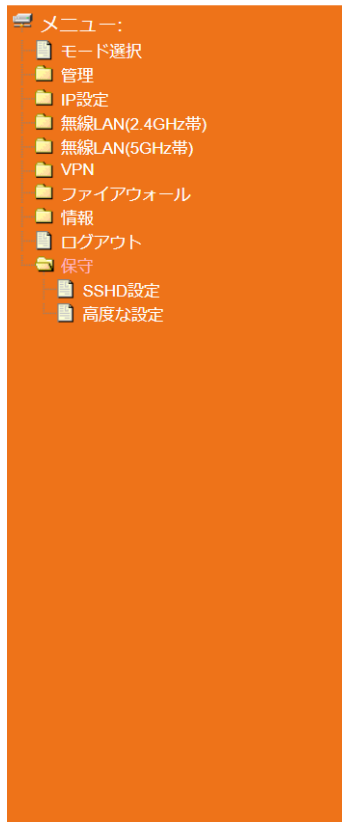 メニュー:
モード選択
管理
IP設定
無線LAN(2.4GHz帯)
無線LAN(5GHz帯)
VPN
ファイアウォール
情報
ログアウト
保守
SSHD設定
高度な設定